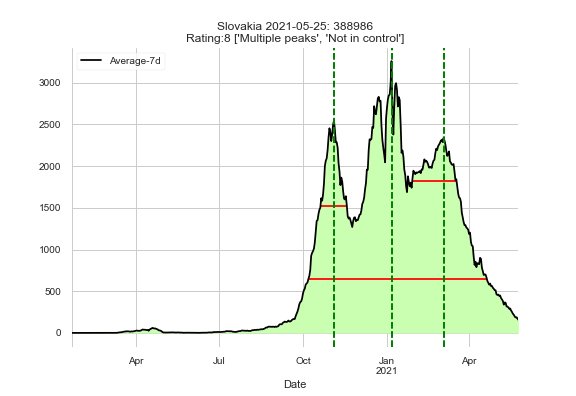 Slovakia 2021-05-25: 388986
Rating:8 ['Multiple peaks', 'Not in control']
Average-7d
3000
2500
2000
1500
1000
500
0
Apr Jul Oct Jan Apr
2021
Date